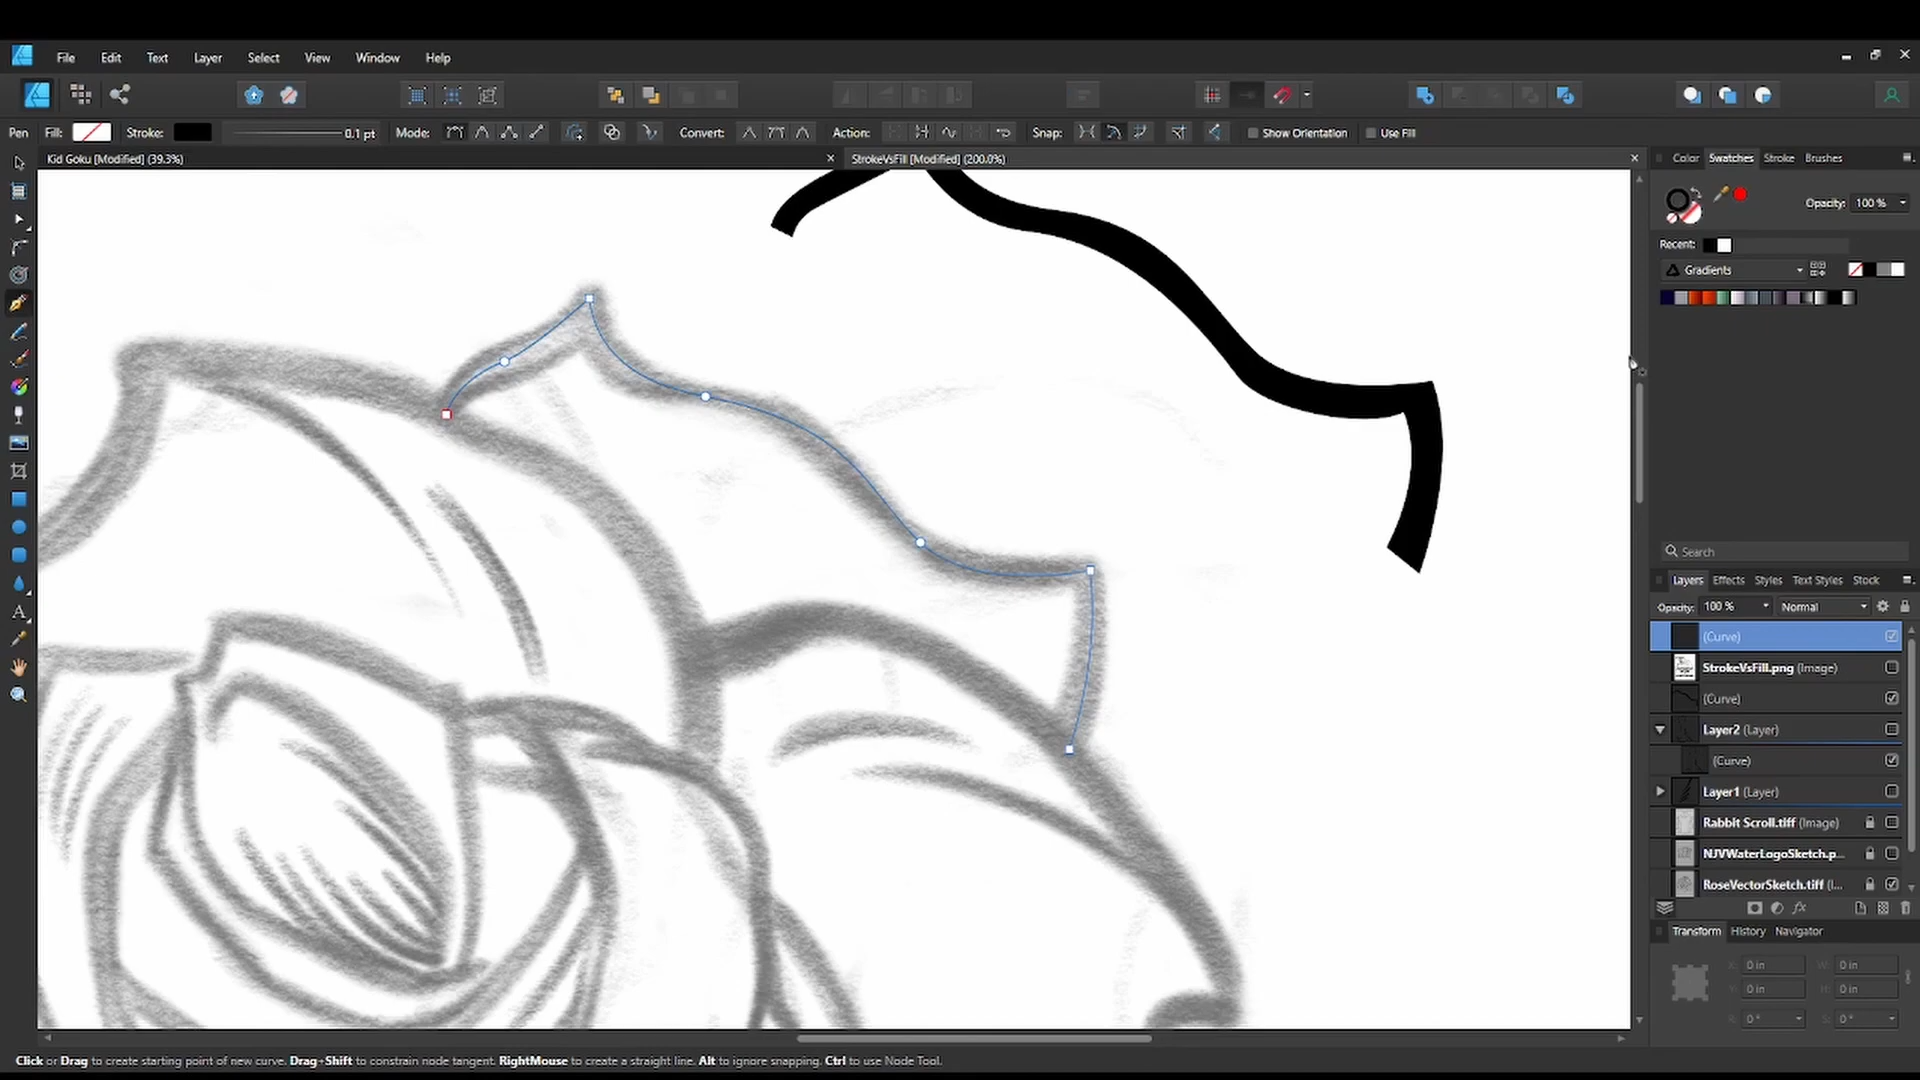 File Edit Text Layer Select View Window Help
Pen Fill: Stroke: 0.1 pt Mode: Convert: Action: Snap: Show Orientation Use Fill
Kid Goku [Modified] (39.3%) × StrokeVsFill [Modified] (200.0%) ×
Color Swatches Stroke Brushes
Opacity: 100 %
Recent:
Gradients
Search
Layers Effects Styles Text Styles Stock
Opacity: 100 % Normal
(Curve)
StrokeVsFill.png (Image)
(Curve)
Layer2 (Layer)
(Curve)
Layer1 (Layer)
Rabbit Scroll.tiff (Image)
NJVWaterLogoSketch.p...
RoseVectorSketch.tiff (I...
Transform History Navigator
X: 0 in W: 0 in
Y: 0 in H: 0 in
R: 0 ° S: 0 °
Click or Drag to create starting point of new curve. Drag+Shift to constrain node tangent. RightMouse to create a straight line. Alt to ignore snapping. Ctrl to use Node Tool.